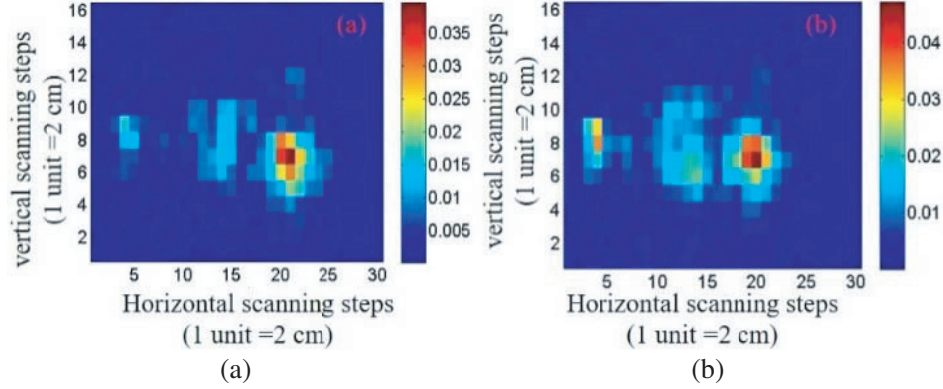 (a)
16
14
12
10
8
6
4
2
5 10 15 20 25 30
vertical scanning steps
(1 unit =2 cm)
Horizontal scanning steps
(1 unit =2 cm)
0.035
0.03
0.025
0.02
0.015
0.01
0.005
(a)
(b)
16
14
12
10
8
6
4
2
5 10 15 20 25 30
vertical scanning steps
(1 unit =2 cm)
Horizontal scanning steps
(1 unit =2 cm)
0.04
0.03
0.02
0.01
(b)